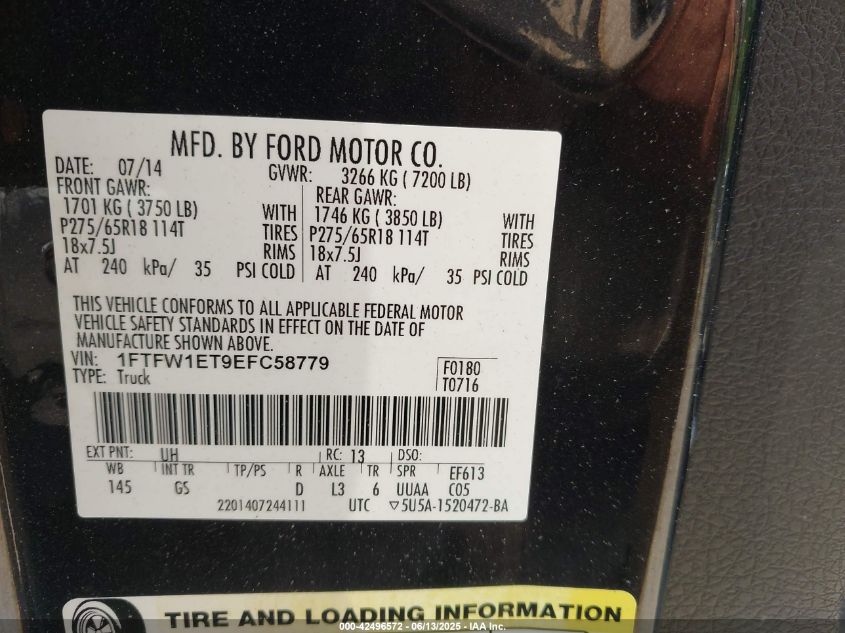 MFD. BY FORD MOTOR CO.
DATE: 07/14 GVWR: 3266 KG ( 7200 LB)
FRONT GAWR: REAR GAWR:
1701 KG ( 3750 LB) WITH 1746 KG ( 3850 LB) WITH
P275/65R18 114T TIRES P275/65R18 114T TIRES
18x7.5J RIMS 18x7.5J RIMS
AT 240 kPa/ 35 PSI COLD AT 240 kPa/ 35 PSI COLD
THIS VEHICLE CONFORMS TO ALL APPLICABLE FEDERAL MOTOR
VEHICLE SAFETY STANDARDS IN EFFECT ON THE DATE OF
MANUFACTURE SHOWN ABOVE.
VIN: 1FTFW1ET9EFC58779 F0180
TYPE: Truck T0716
EXT PNT: UH RC: 13 DSO:
WB INT TR TP/PS R AXLE TR SPR EF613
145 GS D L3 6 UUAA C05
2201407244111 UTC ▽5U5A-1520472-BA
TIRE AND LOADING INFORMATION
000-42496572 - 06/13/2025 - IAA Inc.